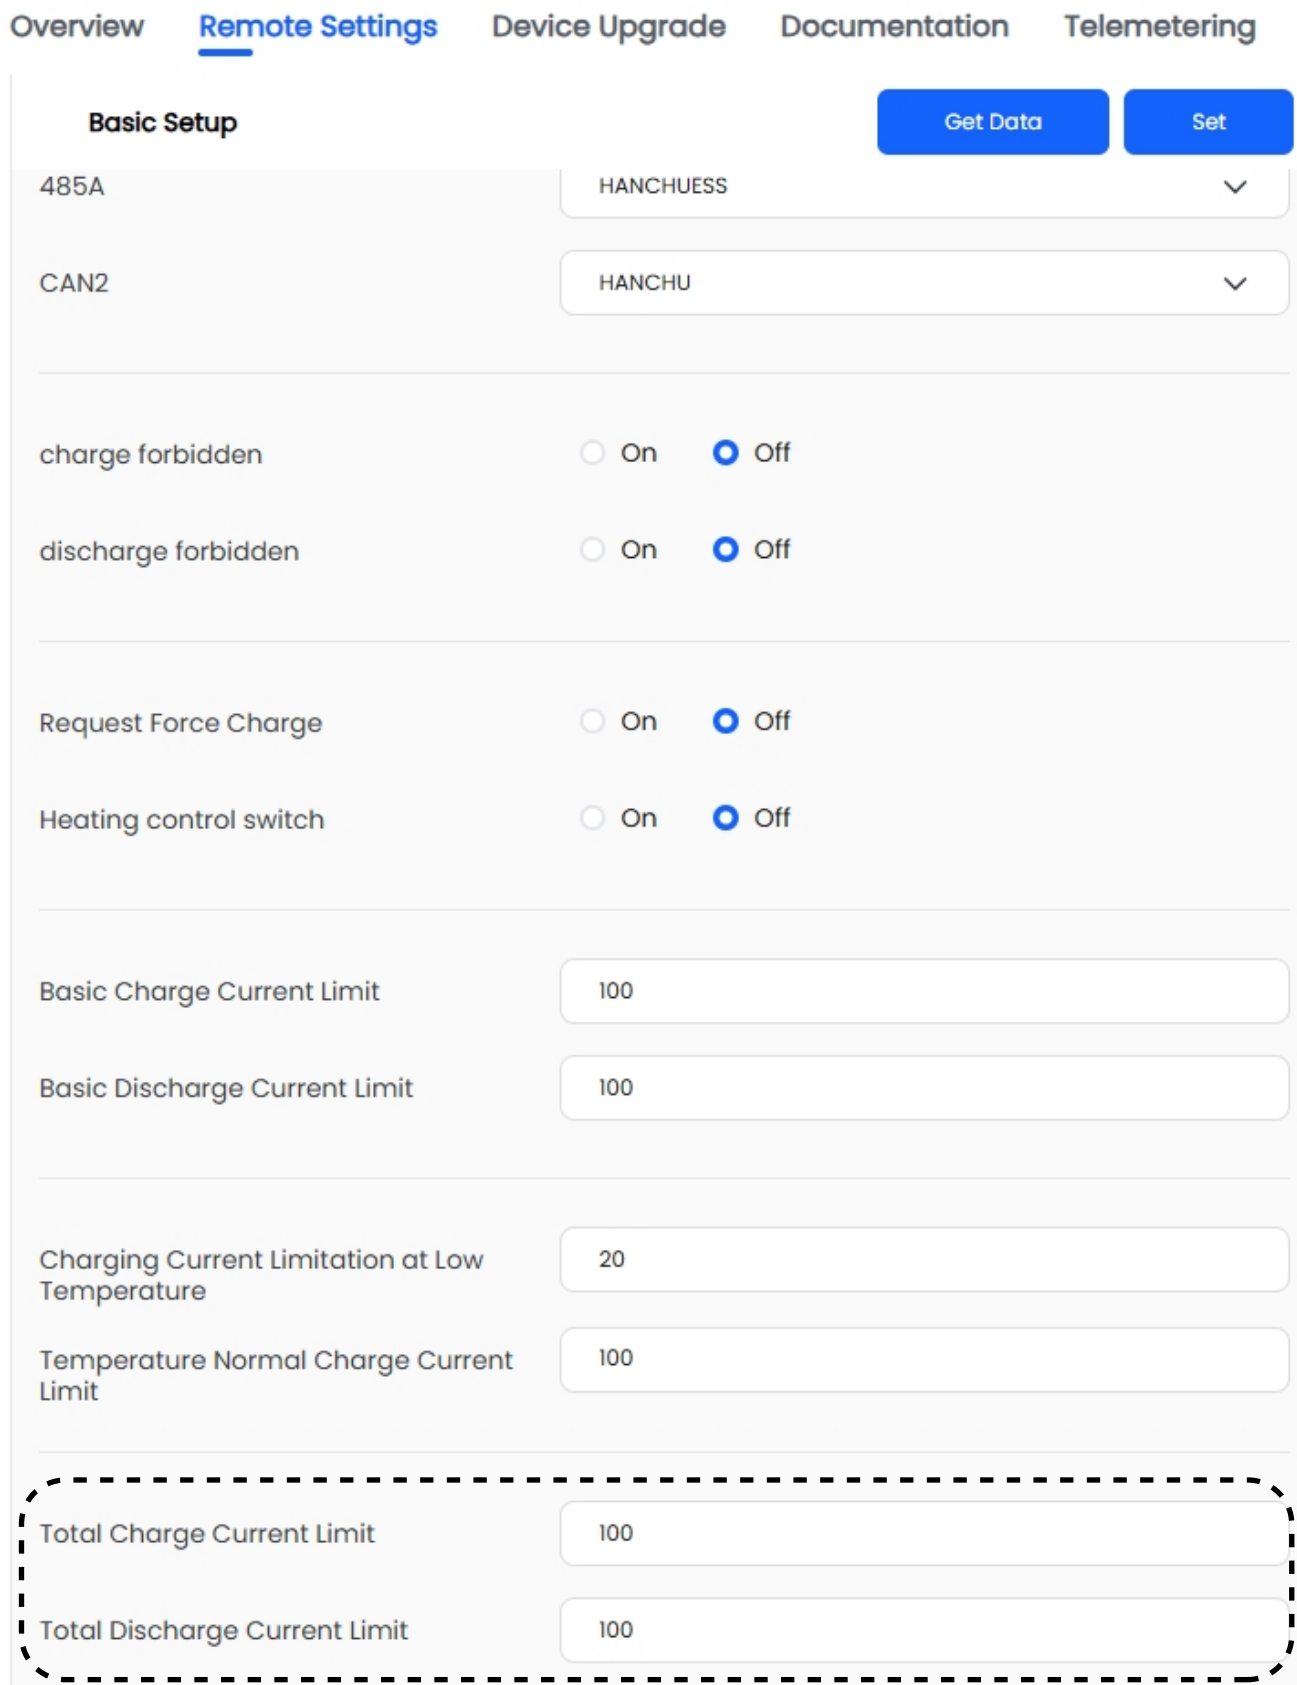 Overview Remote Settings Device Upgrade Documentation Telemetering
Basic Setup Get Data Set
485A HANCHUESS
CAN2 HANCHU
charge forbidden On Off
discharge forbidden On Off
Request Force Charge On Off
Heating control switch On Off
Basic Charge Current Limit 100
Basic Discharge Current Limit 100
Charging Current Limitation at Low 20
Temperature
Temperature Normal Charge Current 100
Limit
Total Charge Current Limit 100
Total Discharge Current Limit 100